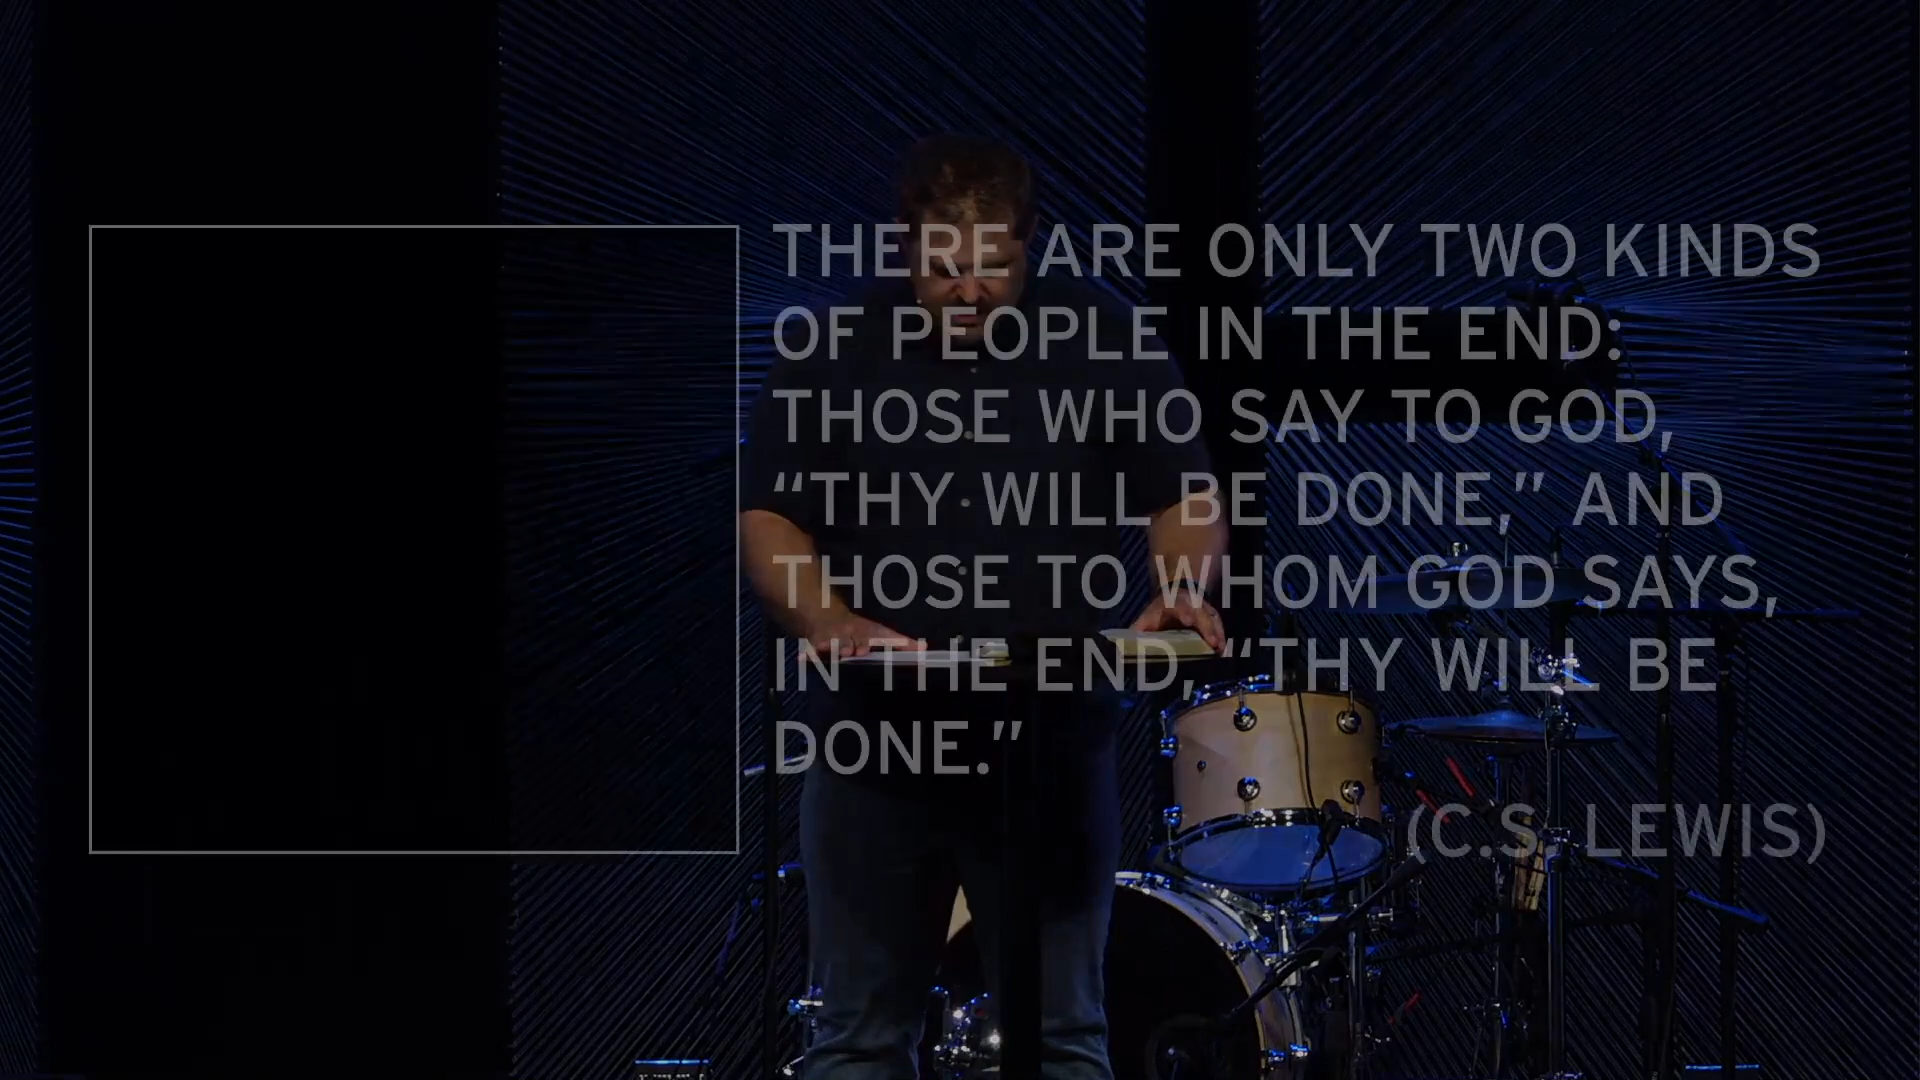 THERE ARE ONLY TWO KINDS
OF PEOPLE IN THE END:
THOSE WHO SAY TO GOD,
“THY WILL BE DONE,” AND
THOSE TO WHOM GOD SAYS,
IN THE END, “THY WILL BE
DONE.”
(C.S. LEWIS)